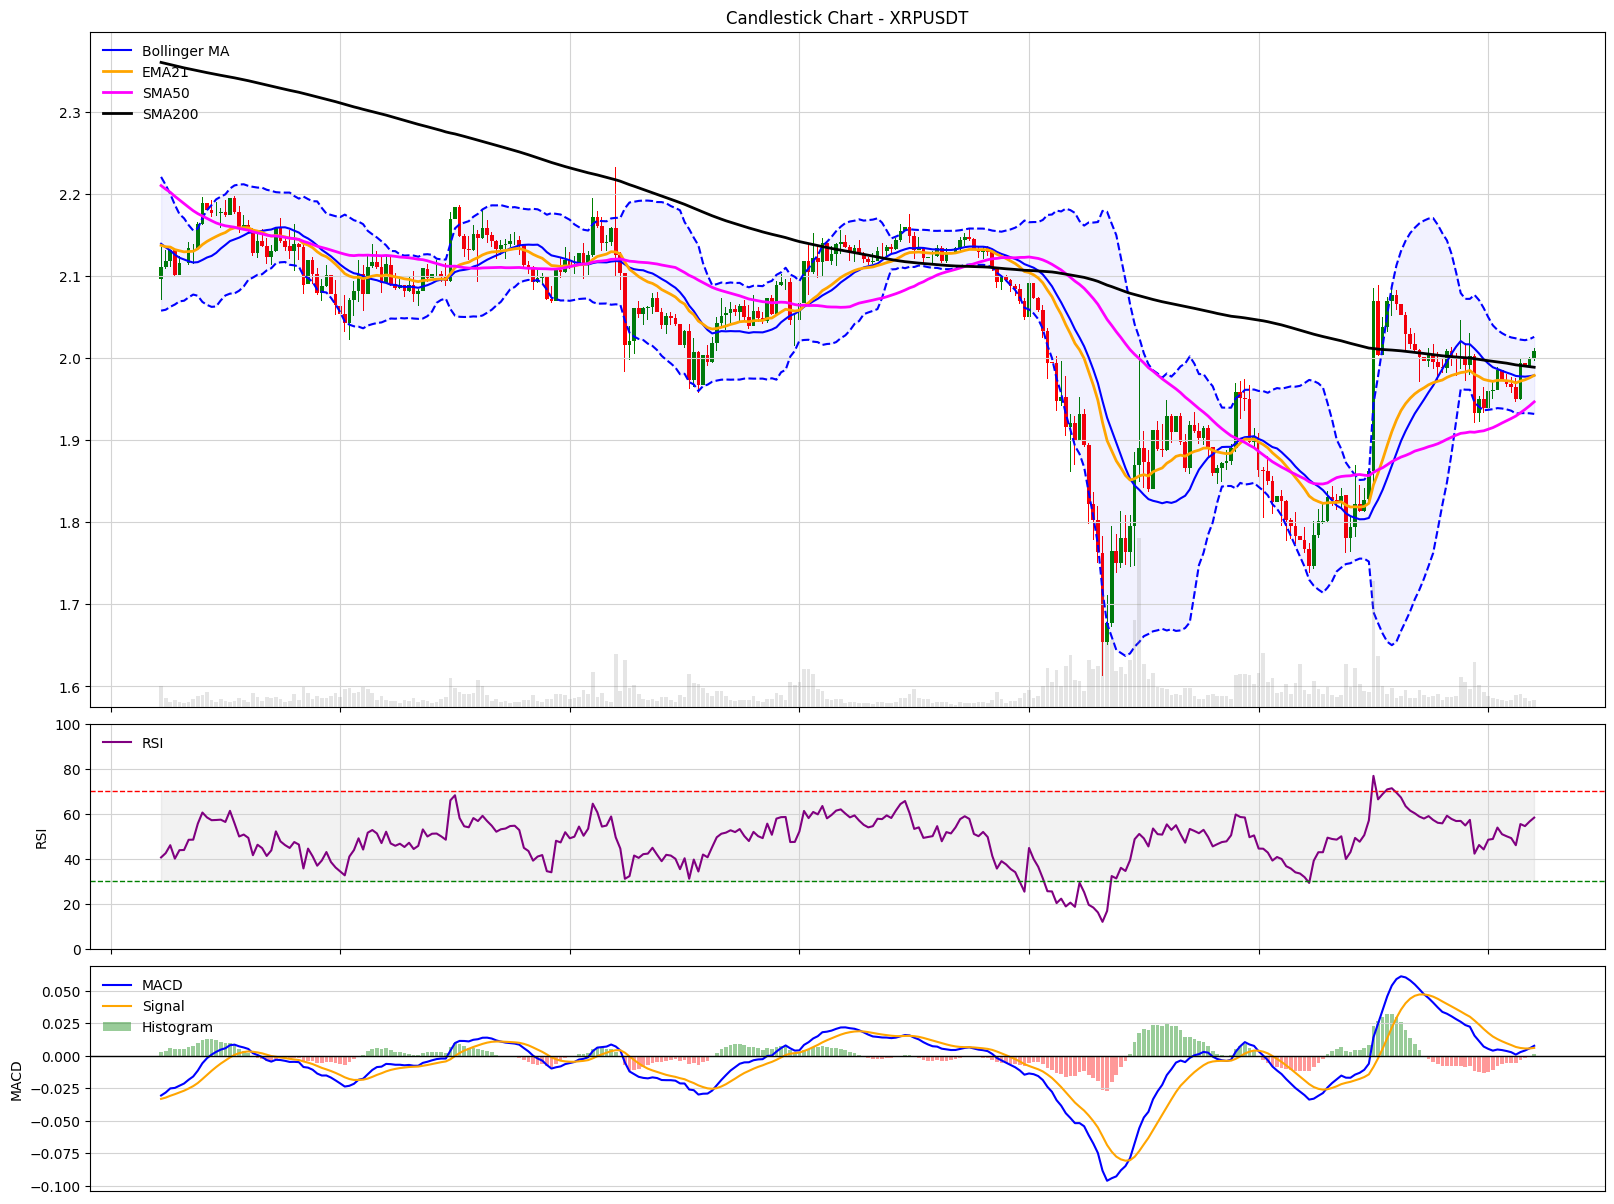 Candlestick Chart - XRPUSDT
Bollinger MA
EMA21
SMA50
SMA200
2.3
2.2
2.1
2.0
1.9
1.8
1.7
1.6
RSI
100
80
60
40
20
0
RSI
MACD
Signal
Histogram
0.050
0.025
0.000
−0.025
−0.050
−0.075
−0.100
MACD